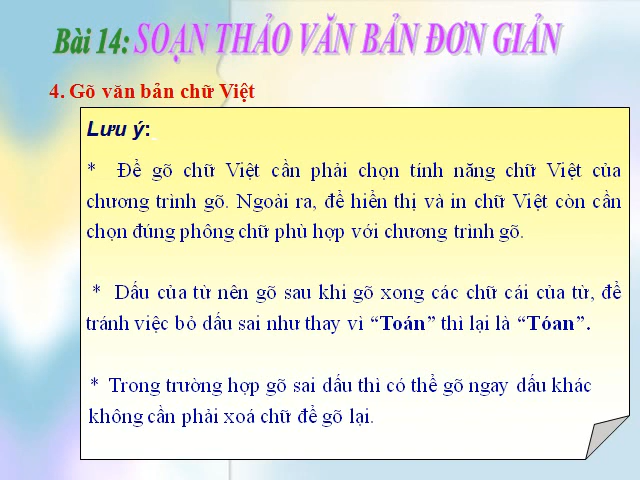 Bài 14: SOẠN THẢO VĂN BẢN ĐƠN GIẢN
4. Gõ văn bản chữ Việt
Lưu ý:
* Để gõ chữ Việt cần phải chọn tính năng chữ Việt của
chương trình gõ. Ngoài ra, để hiển thị và in chữ Việt còn cần
chọn đúng phông chữ phù hợp với chương trình gõ.
* Dấu của từ nên gõ sau khi gõ xong các chữ cái của từ, để
tránh việc bỏ dấu sai như thay vì “Toán” thì lại là “Tóan”.
* Trong trường hợp gõ sai dấu thì có thể gõ ngay dấu khác
không cần phải xoá chữ để gõ lại.